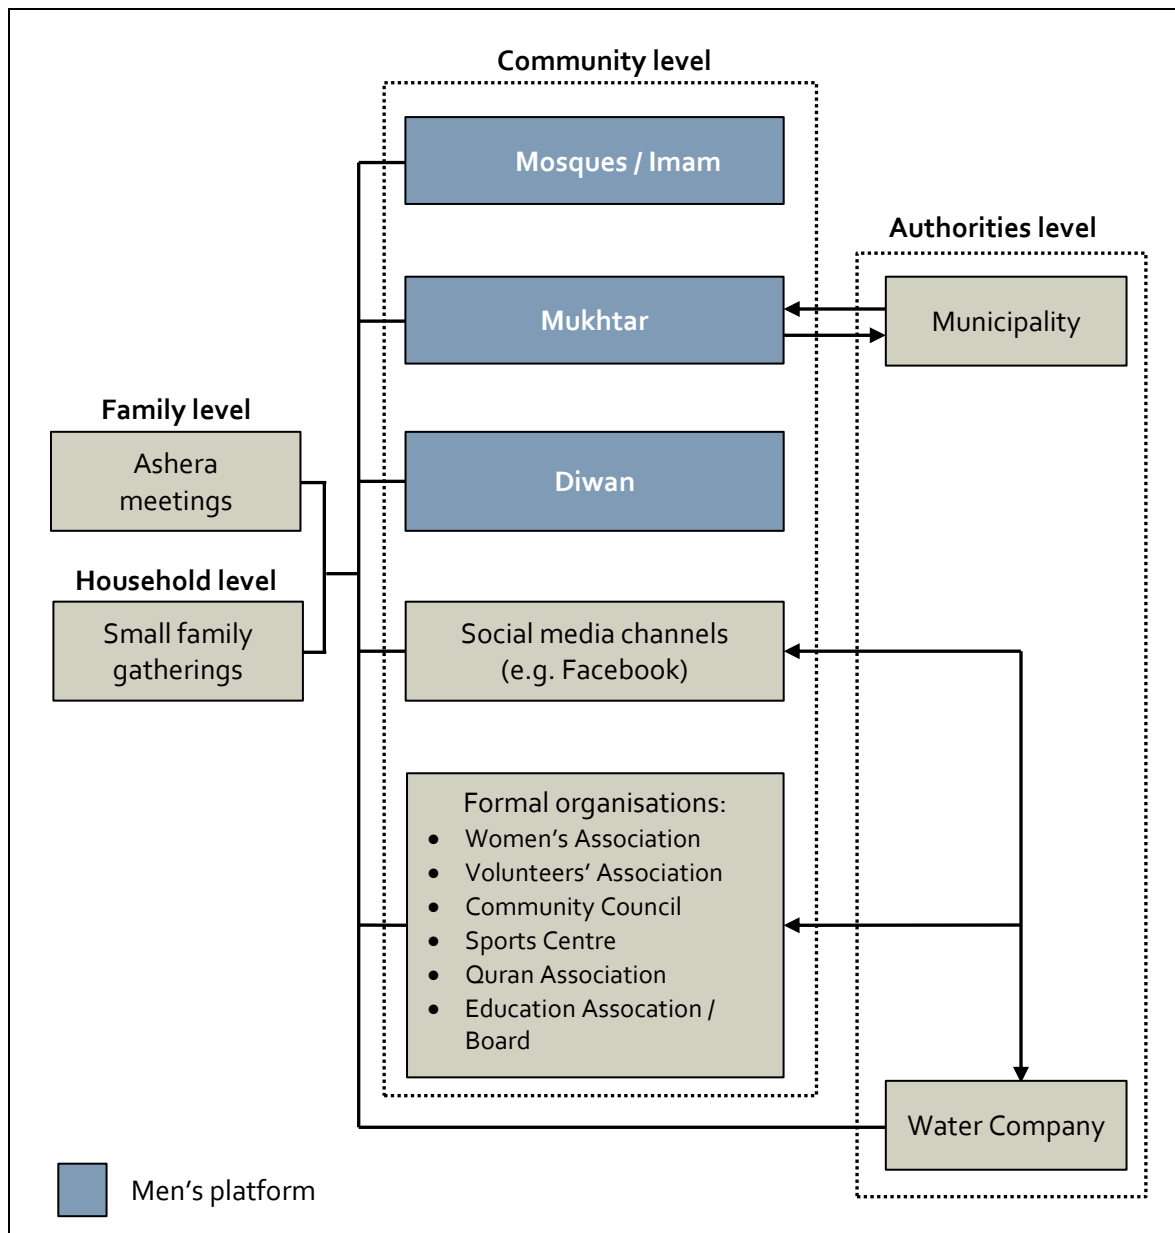 Community level
Mosques / Imam
Authorities level
Mukhtar
Municipality
Family level
Ashera
meetings
Diwan
Household level
Small family
gatherings
Social media channels
(e.g. Facebook)
Formal organisations:
• Women's Association
• Volunteers' Association
• Community Council
• Sports Centre
• Quran Association
• Education Assocation /
Board
Water Company
Men's platform